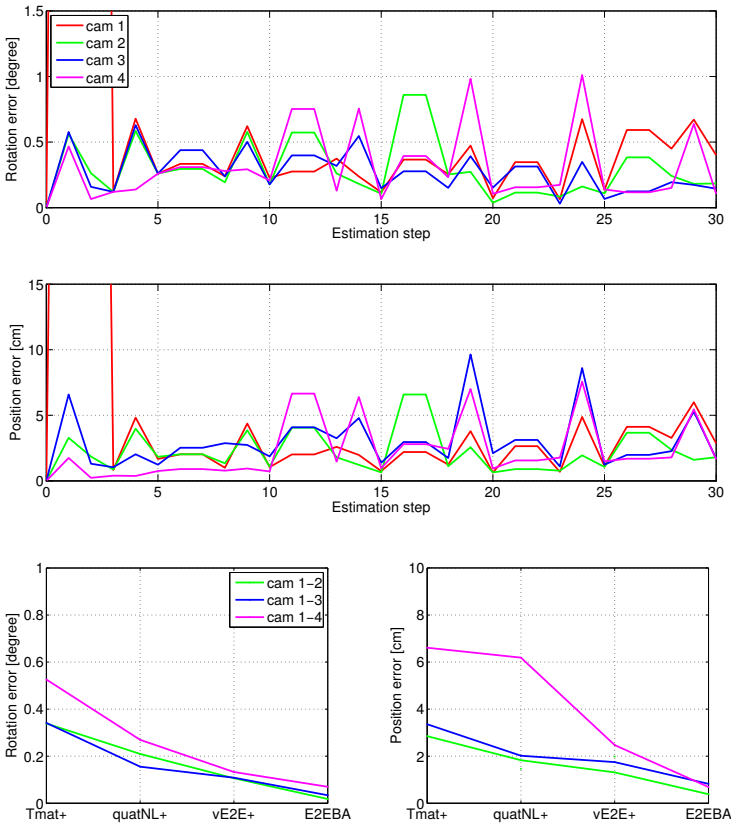 Rotation error [degree]
1.5
1
0.5
0
cam 1
cam 2
cam 3
cam 4
0 5 10 15 20 25 30
Estimation step
Position error [cm]
15
10
5
0
0 5 10 15 20 25 30
Estimation step
Rotation error [degree]
1
0.8
0.6
0.4
0.2
0
cam 1−2
cam 1−3
cam 1−4
Tmat+ quatNL+ vE2E+ E2EBA
Position error [cm]
10
8
6
4
2
0
Tmat+ quatNL+ vE2E+ E2EBA